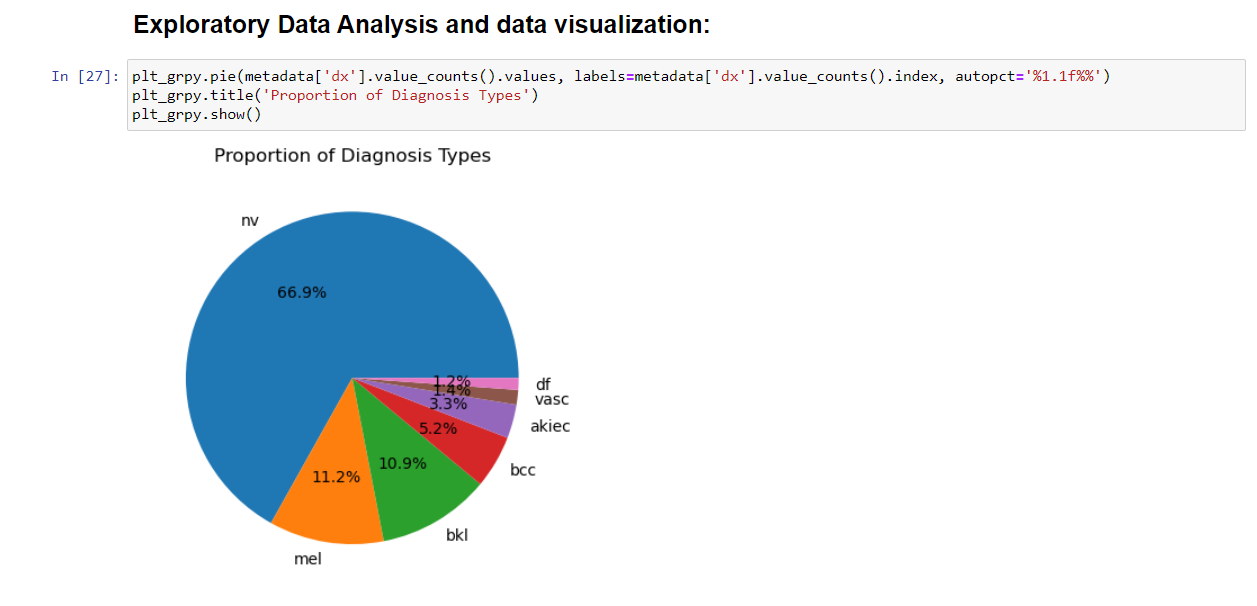 Exploratory Data Analysis and data visualization:
In [27]: plt_grpy.pie(metadata['dx'].value_counts().values, labels=metadata['dx'].value_counts().index, autopct='%1.1f%%')
plt_grpy.title('Proportion of Diagnosis Types')
plt_grpy.show()
Proportion of Diagnosis Types
nv
66.9%
1.2%
df
1.4%
vasc
3.3%
akiec
5.2%
bcc
10.9%
11.2%
bkl
mel